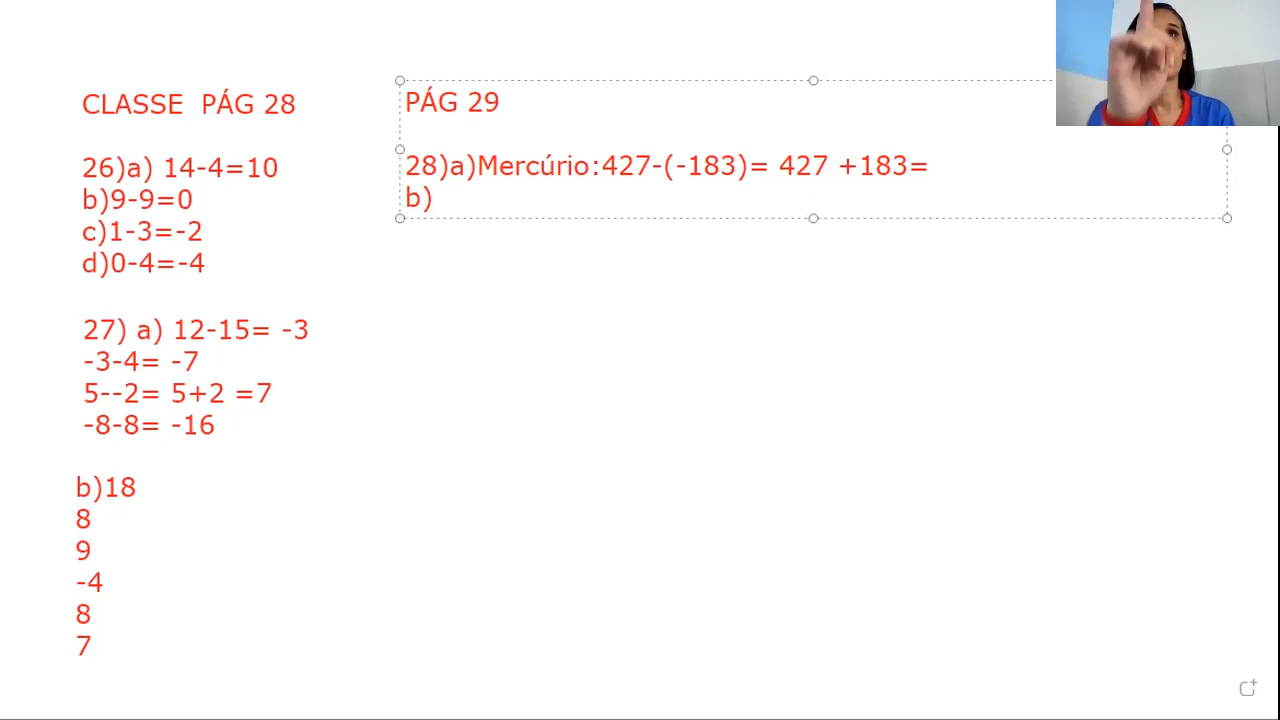 CLASSE  PÁG 28
26)a) 14-4=10
b)9-9=0
c)1-3=-2
d)0-4=-4
27) a) 12-15= -3
-3-4= -7
5--2= 5+2 =7
-8-8= -16
b)18
8
9
-4
8
7
PÁG 29
28)a)Mercúrio:427-(-183)= 427 +183=
b)